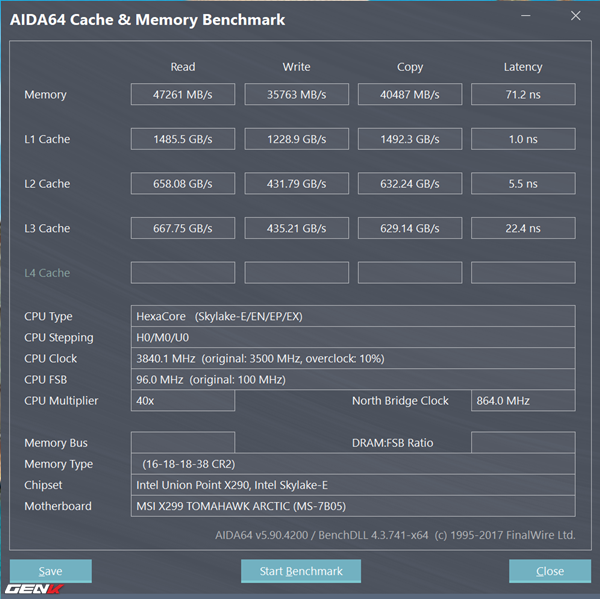 AIDA64 Cache & Memory Benchmark
Read Write Copy Latency
Memory 47261 MB/s 35763 MB/s 40487 MB/s 71.2 ns
L1 Cache 1485.5 GB/s 1228.9 GB/s 1492.3 GB/s 1.0 ns
L2 Cache 658.08 GB/s 431.79 GB/s 632.24 GB/s 5.5 ns
L3 Cache 667.75 GB/s 435.21 GB/s 629.14 GB/s 22.4 ns
L4 Cache
CPU Type HexaCore (Skylake-E/EN/EP/EX)
CPU Stepping H0/M0/U0
CPU Clock 3840.1 MHz (original: 3500 MHz, overclock: 10%)
CPU FSB 96.0 MHz (original: 100 MHz)
CPU Multiplier 40x North Bridge Clock 864.0 MHz
Memory Bus DRAM:FSB Ratio
Memory Type (16-18-18-38 CR2)
Chipset Intel Union Point X290, Intel Skylake-E
Motherboard MSI X299 TOMAHAWK ARCTIC (MS-7B05)
AIDA64 v5.90.4200 / BenchDLL 4.3.741-x64 (c) 1995-2017 FinalWire Ltd.
Save Start Benchmark Close
GENK